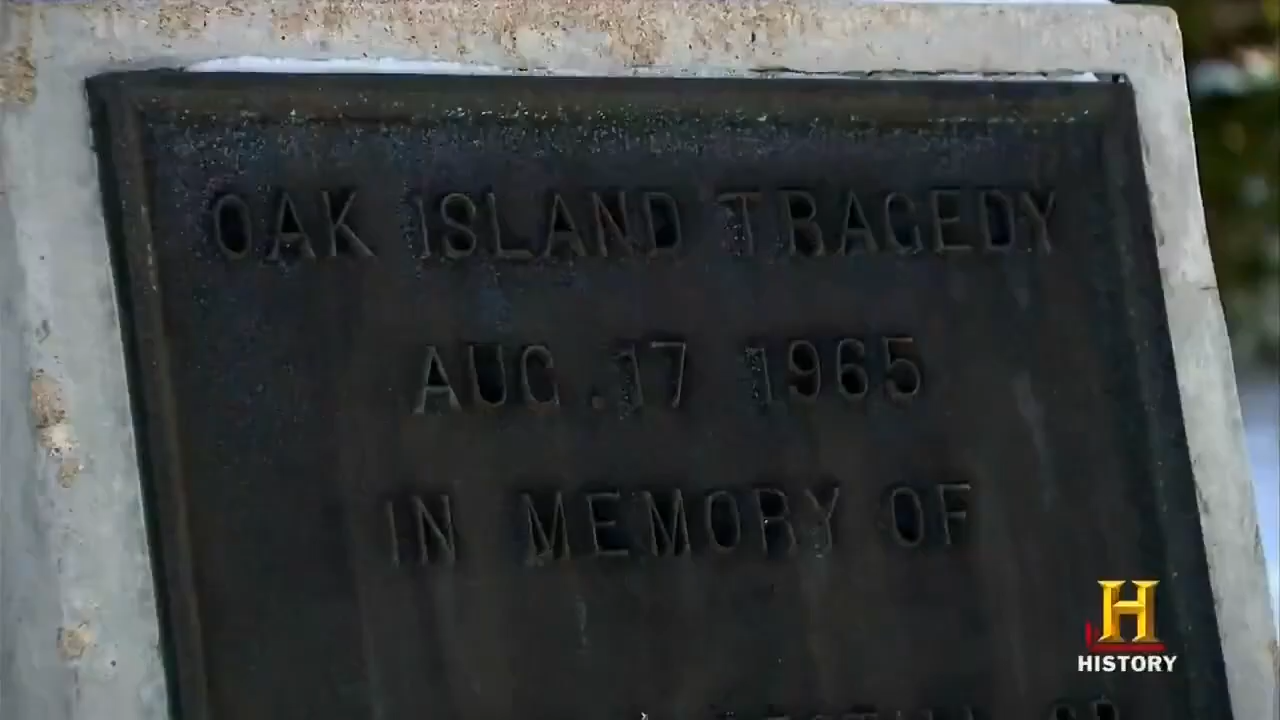 OAK ISLAND TRAGEDY
AUG. 17 1965
IN MEMORY OF
H
HISTORY